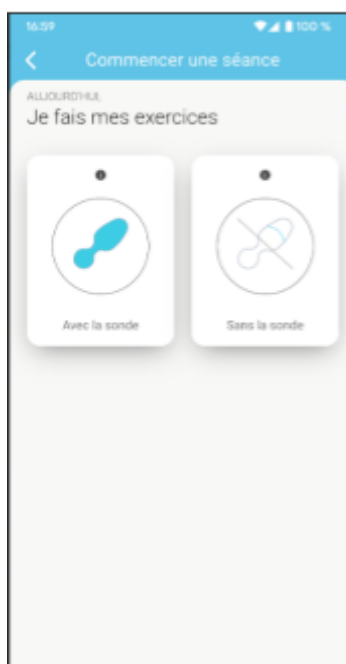 16:59 100 %
Commencer une séance
AUJOURD'HUI,
Je fais mes exercices
Avec la sonde
Sans la sonde